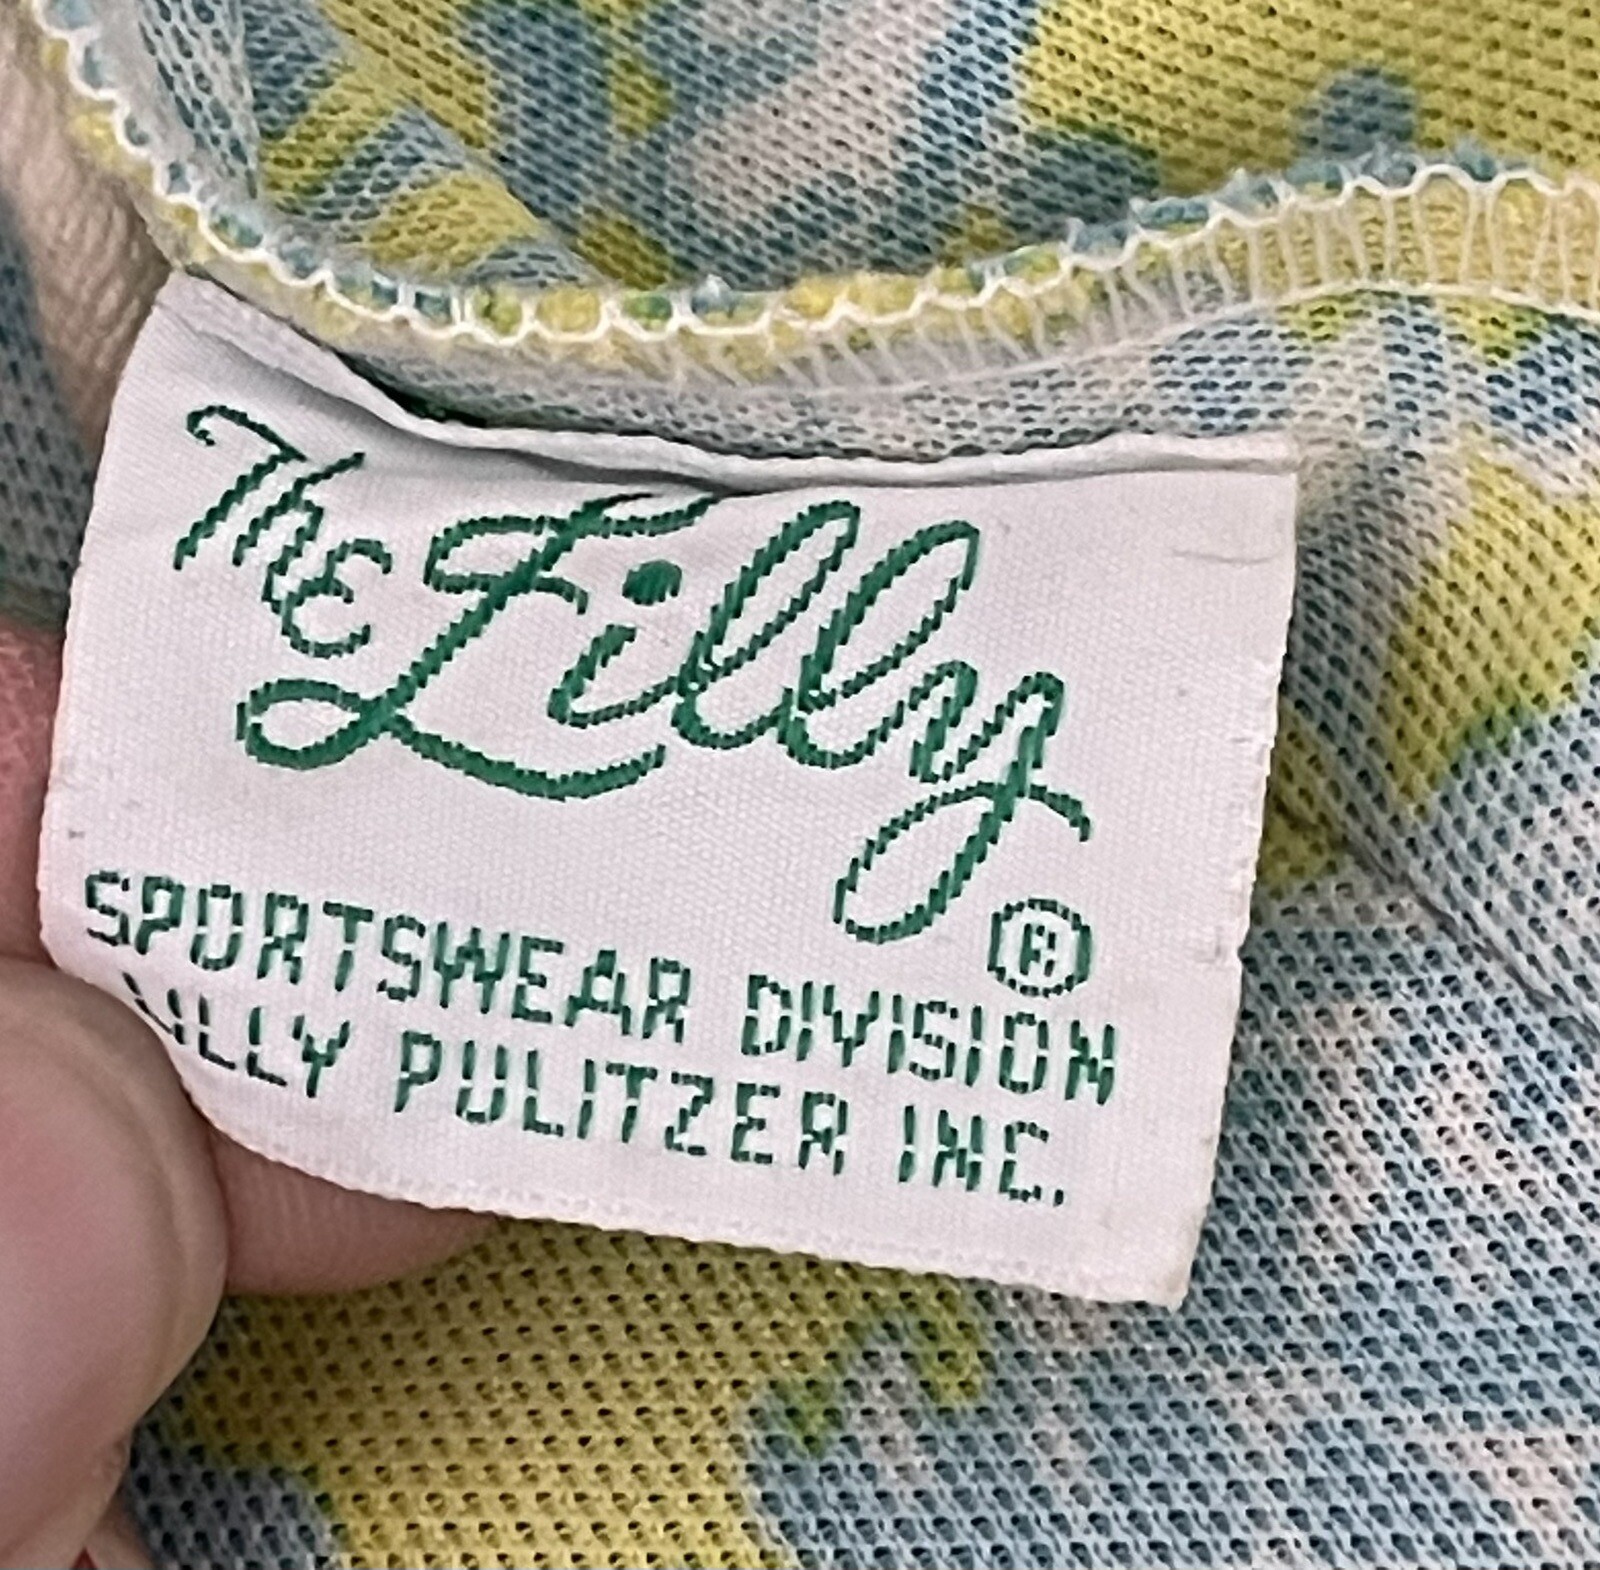 The Lilly ®
SPORTSWEAR DIVISION
LILLY PULITZER INC.